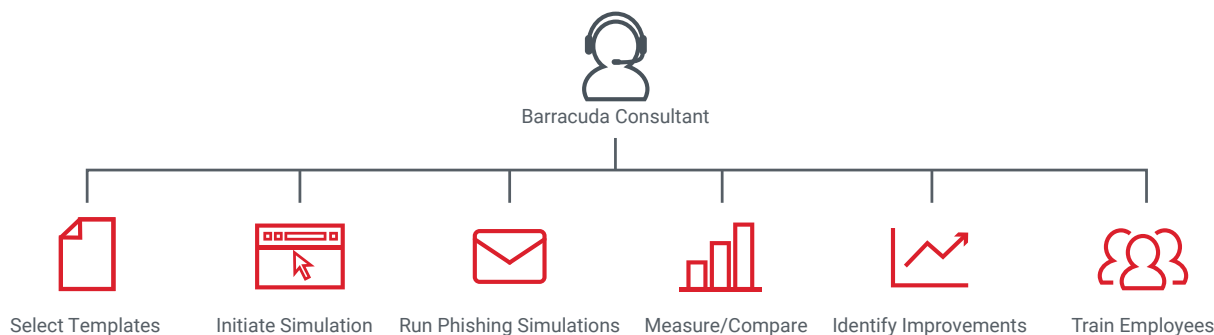 Barracuda Consultant
Select Templates
Initiate Simulation
Run Phishing Simulations
Measure/Compare
Identify Improvements
Train Employees